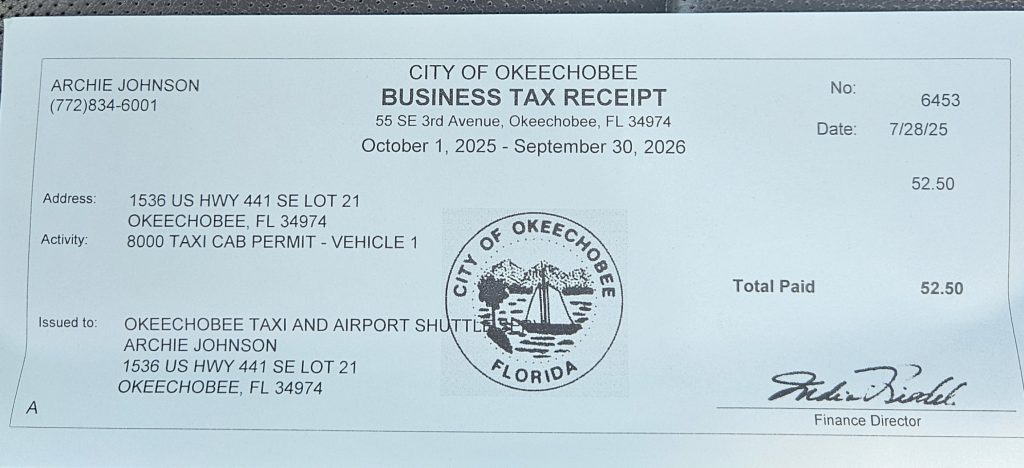 ARCHIE JOHNSON
(772)834-6001
CITY OF OKEECHOBEE
BUSINESS TAX RECEIPT
55 SE 3rd Avenue, Okeechobee, FL 34974
October 1, 2025 - September 30, 2026
No: 6453
Date: 7/28/25
52.50
Address: 1536 US HWY 441 SE LOT 21
OKEECHOBEE, FL 34974
Activity: 8000 TAXI CAB PERMIT - VEHICLE 1
CITY OF OKEECHOBEE
FLORIDA
Total Paid 52.50
Issued to: OKEECHOBEE TAXI AND AIRPORT SHUTTLE
ARCHIE JOHNSON
1536 US HWY 441 SE LOT 21
OKEECHOBEE, FL 34974
A
Finance Director